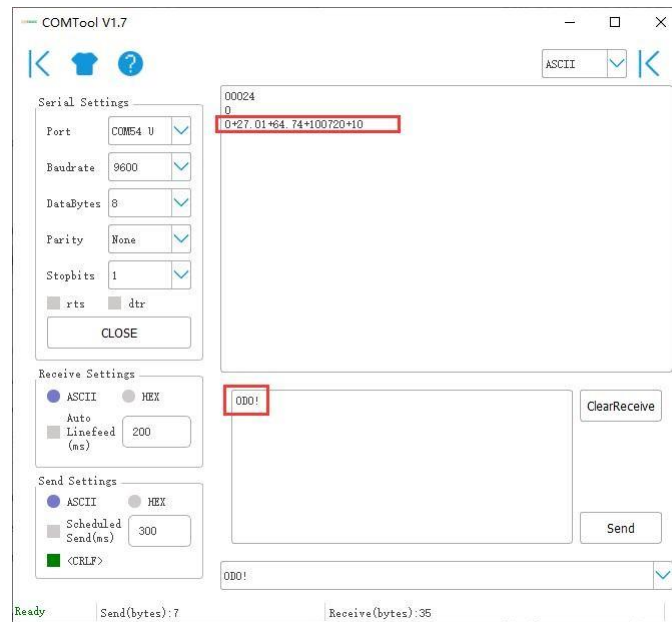 COMTool V1.7
ASCII
Serial Settings
Port COM54 U
Baudrate 9600
DataBytes 8
Parity None
Stopbits 1
rts dtr
CLOSE
Receive Settings
ASCII HEX
Auto
Linefeed
(ms)
200
Send Settings
ASCII HEX
Scheduled
Send(ms)
300
<CRLF>
00024
0
0+27.01+64.74+100720+10
0D0!
ClearReceive
Send
0D0!
Ready Send(bytes):7 Receive(bytes):35